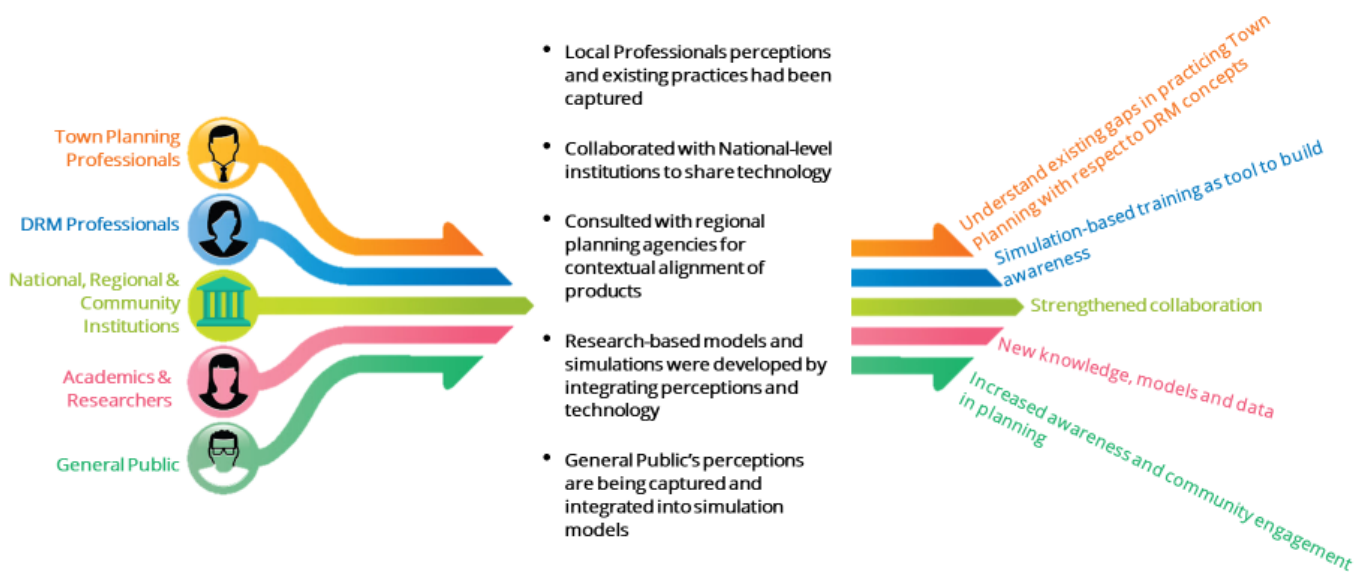 Town Planning
Professionals
DRM Professionals
National, Regional &
Community
Institutions
Academics &
Researchers
General Public
• Local Professionals perceptions
and existing practices had been
captured
• Collaborated with National-level
institutions to share technology
• Consulted with regional
planning agencies for
contextual alignment of
products
• Research-based models and
simulations were developed by
integrating perceptions and
technology
• General Public’s perceptions
are being captured and
integrated into simulation
models
Understand existing gaps in practicing Town
Planning with respect to DRM concepts
Simulation-based training as tool to build
awareness
Strengthened collaboration
New knowledge, models and data
Increased awareness and community engagement
in planning